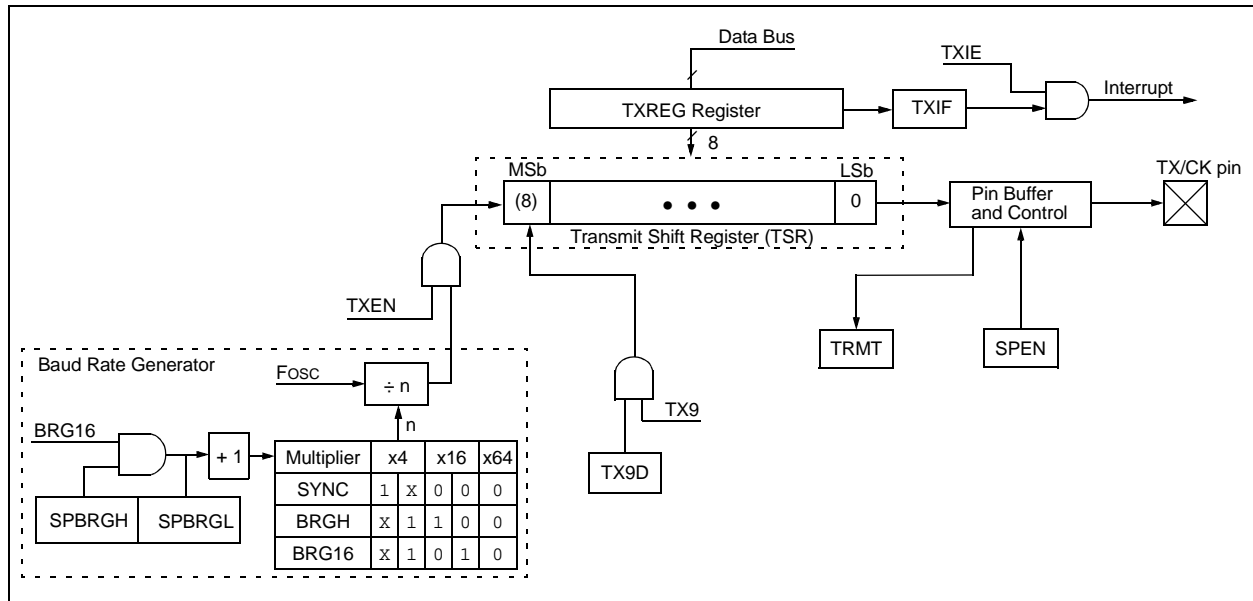 Data Bus
TXIE
Interrupt
TXREG Register
TXIF
8
MSb
LSb
TX/CK pin
(8)
• • •
0
Pin Buffer
and Control
Transmit Shift Register (TSR)
TXEN
TRMT
SPEN
Baud Rate Generator
FOSC
÷ n
n
TX9
BRG16
+ 1
TX9D
Multiplier x4 x16 x64
SYNC 1 X 0 0 0
BRGH X 1 1 0 0
BRG16 X 1 0 1 0
SPBRGH SPBRGL